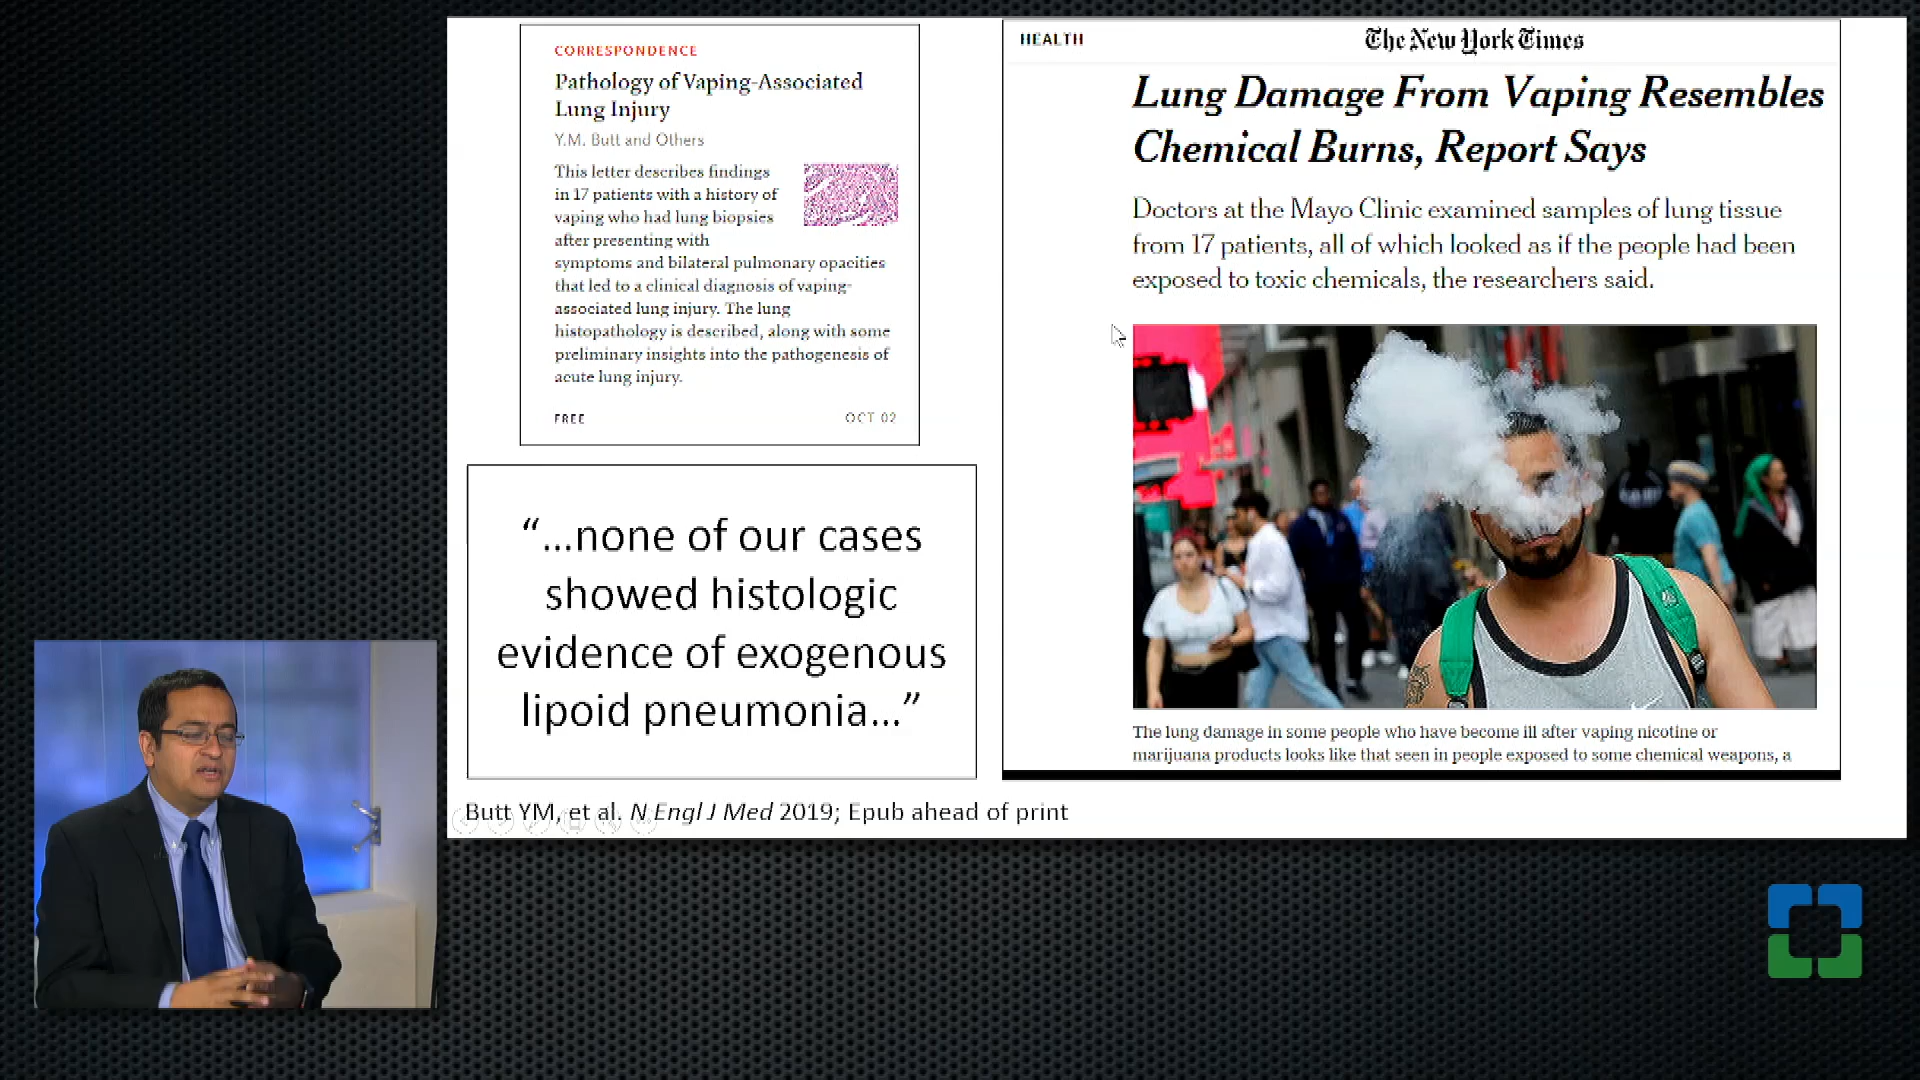 CORRESPONDENCE
Pathology of Vaping-Associated
Lung Injury
Y.M. Butt and Others
This letter describes findings
in 17 patients with a history of
vaping who had lung biopsies
after presenting with
symptoms and bilateral pulmonary opacities
that led to a clinical diagnosis of vaping-
associated lung injury. The lung
histopathology is described, along with some
preliminary insights into the pathogenesis of
acute lung injury.
FREE OCT 02
“...none of our cases
showed histologic
evidence of exogenous
lipoid pneumonia...”
HEALTH The New York Times
Lung Damage From Vaping Resembles
Chemical Burns, Report Says
Doctors at the Mayo Clinic examined samples of lung tissue
from 17 patients, all of which looked as if the people had been
exposed to toxic chemicals, the researchers said.
The lung damage in some people who have become ill after vaping nicotine or
marijuana products looks like that seen in people exposed to some chemical weapons, a
Butt YM, et al. N Engl J Med 2019; Epub ahead of print